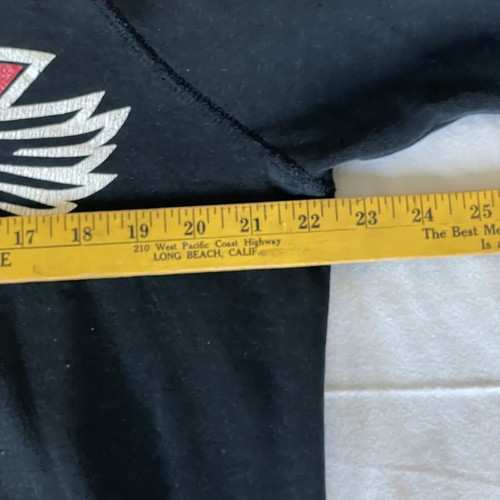 17 18 19 20 21 22 23 24 25
210 West Pacific Coast Highway
LONG BEACH, CALIF.
The Best Me
Is
E